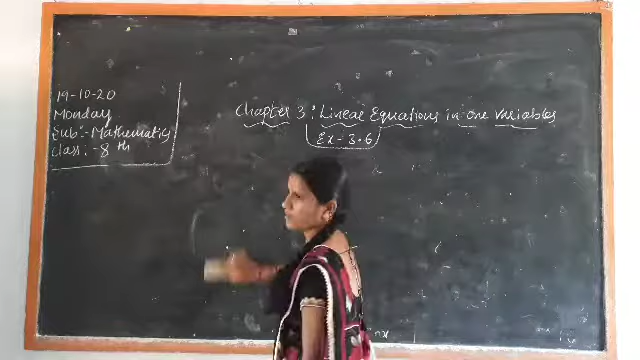 19-10-20
Monday
Sub:-Mathematics
Class:-8th
Chapter 3: Linear Equations in one variables
Ex-3.6